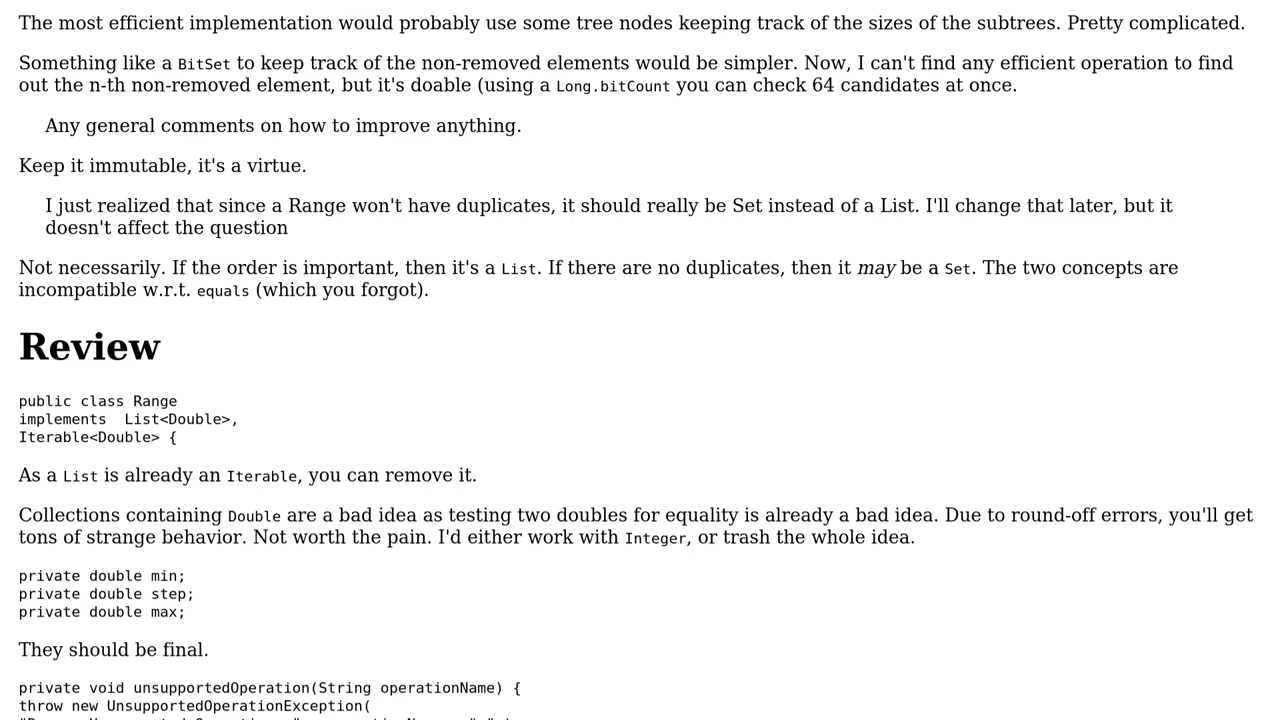 The most efficient implementation would probably use some tree nodes keeping track of the sizes of the subtrees. Pretty complicated.
Something like a BitSet to keep track of the non-removed elements would be simpler. Now, I can't find any efficient operation to find
out the n-th non-removed element, but it's doable (using a Long.bitCount you can check 64 candidates at once.
Any general comments on how to improve anything.
Keep it immutable, it's a virtue.
I just realized that since a Range won't have duplicates, it should really be Set instead of a List. I'll change that later, but it
doesn't affect the question
Not necessarily. If the order is important, then it's a List. If there are no duplicates, then it may be a Set. The two concepts are
incompatible w.r.t. equals (which you forgot).
Review
public class Range
implements  List<Double>,
Iterable<Double> {
As a List is already an Iterable, you can remove it.
Collections containing Double are a bad idea as testing two doubles for equality is already a bad idea. Due to round-off errors, you'll get
tons of strange behavior. Not worth the pain. I'd either work with Integer, or trash the whole idea.
private double min;
private double step;
private double max;
They should be final.
private void unsupportedOperation(String operationName) {
throw new UnsupportedOperationException(